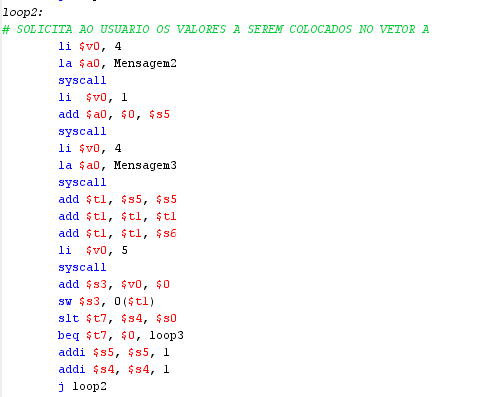 loop2:
# SOLICITA AO USUARIO OS VALORES A SEREM COLOCADOS NO VETOR A
li $v0, 4
la $a0, Mensagem2
syscall
li  $v0, 1
add $a0, $0, $s5
syscall
li $v0, 4
la $a0, Mensagem3
syscall
add $t1, $s5, $s5
add $t1, $t1, $t1
add $t1, $t1, $s6
li  $v0, 5
syscall
add $s3, $v0, $0
sw $s3, 0($t1)
slt $t7, $s4, $s0
beq $t7, $0, loop3
addi $s5, $s5, 1
addi $s4, $s4, 1
j loop2